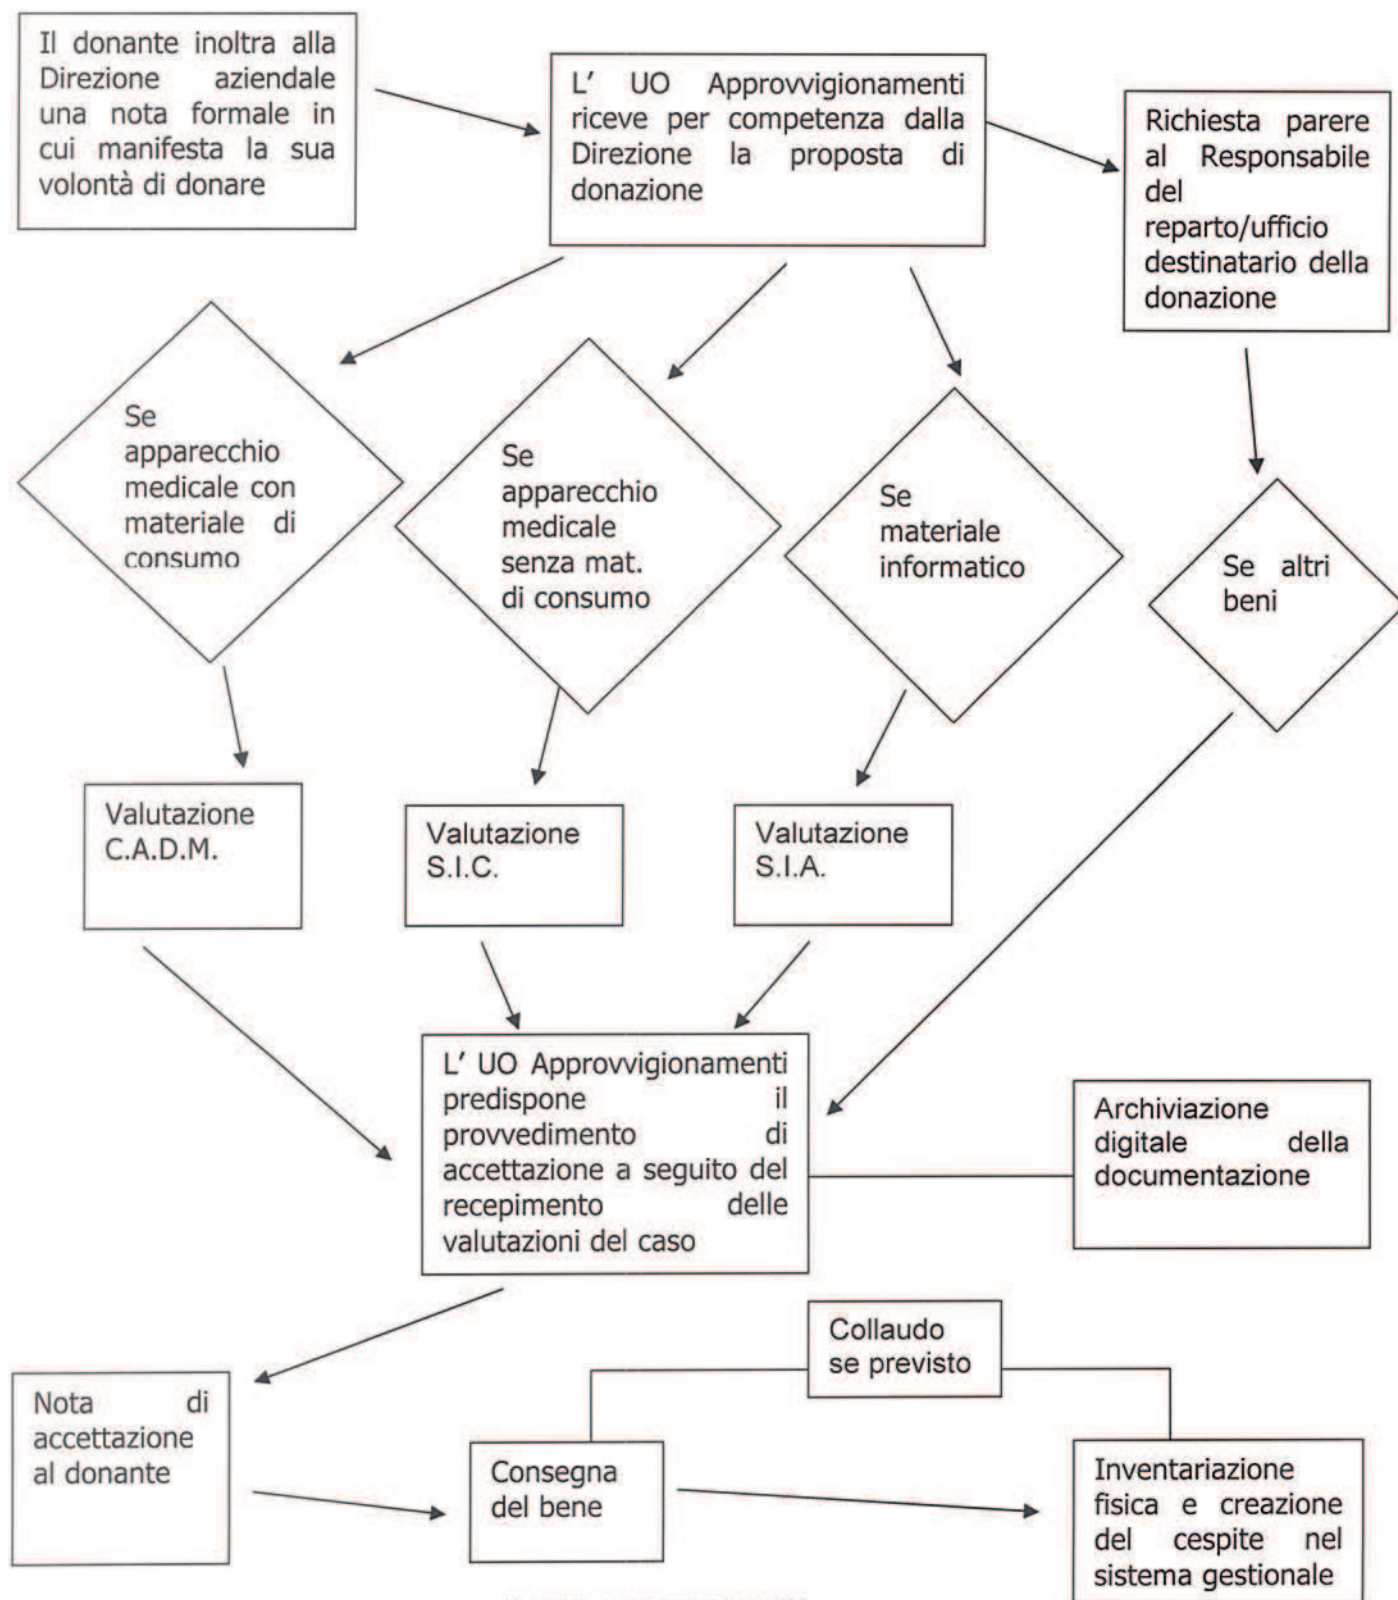 Il donante inoltra alla
Direzione aziendale
una nota formale in
cui manifesta la sua
volontà di donare
L' UO Approvvigionamenti
riceve per competenza dalla
Direzione la proposta di
donazione
Richiesta parere
al Responsabile
del
reparto/ufficio
destinatario della
donazione
Se
apparecchio
medicale con
materiale di
consumo
Se
apparecchio
medicale
senza mat.
di consumo
Se
materiale
informatico
Se altri
beni
Valutazione
C.A.D.M.
Valutazione
S.I.C.
Valutazione
S.I.A.
L' UO Approvvigionamenti
predispone il
provvedimento di
accettazione a seguito del
recepimento delle
valutazioni del caso
Archiviazione
digitale della
documentazione
Collaudo
se previsto
Nota di
accettazione
al donante
Consegna
del bene
Inventariazione
fisica e creazione
del cespite nel
sistema gestionale